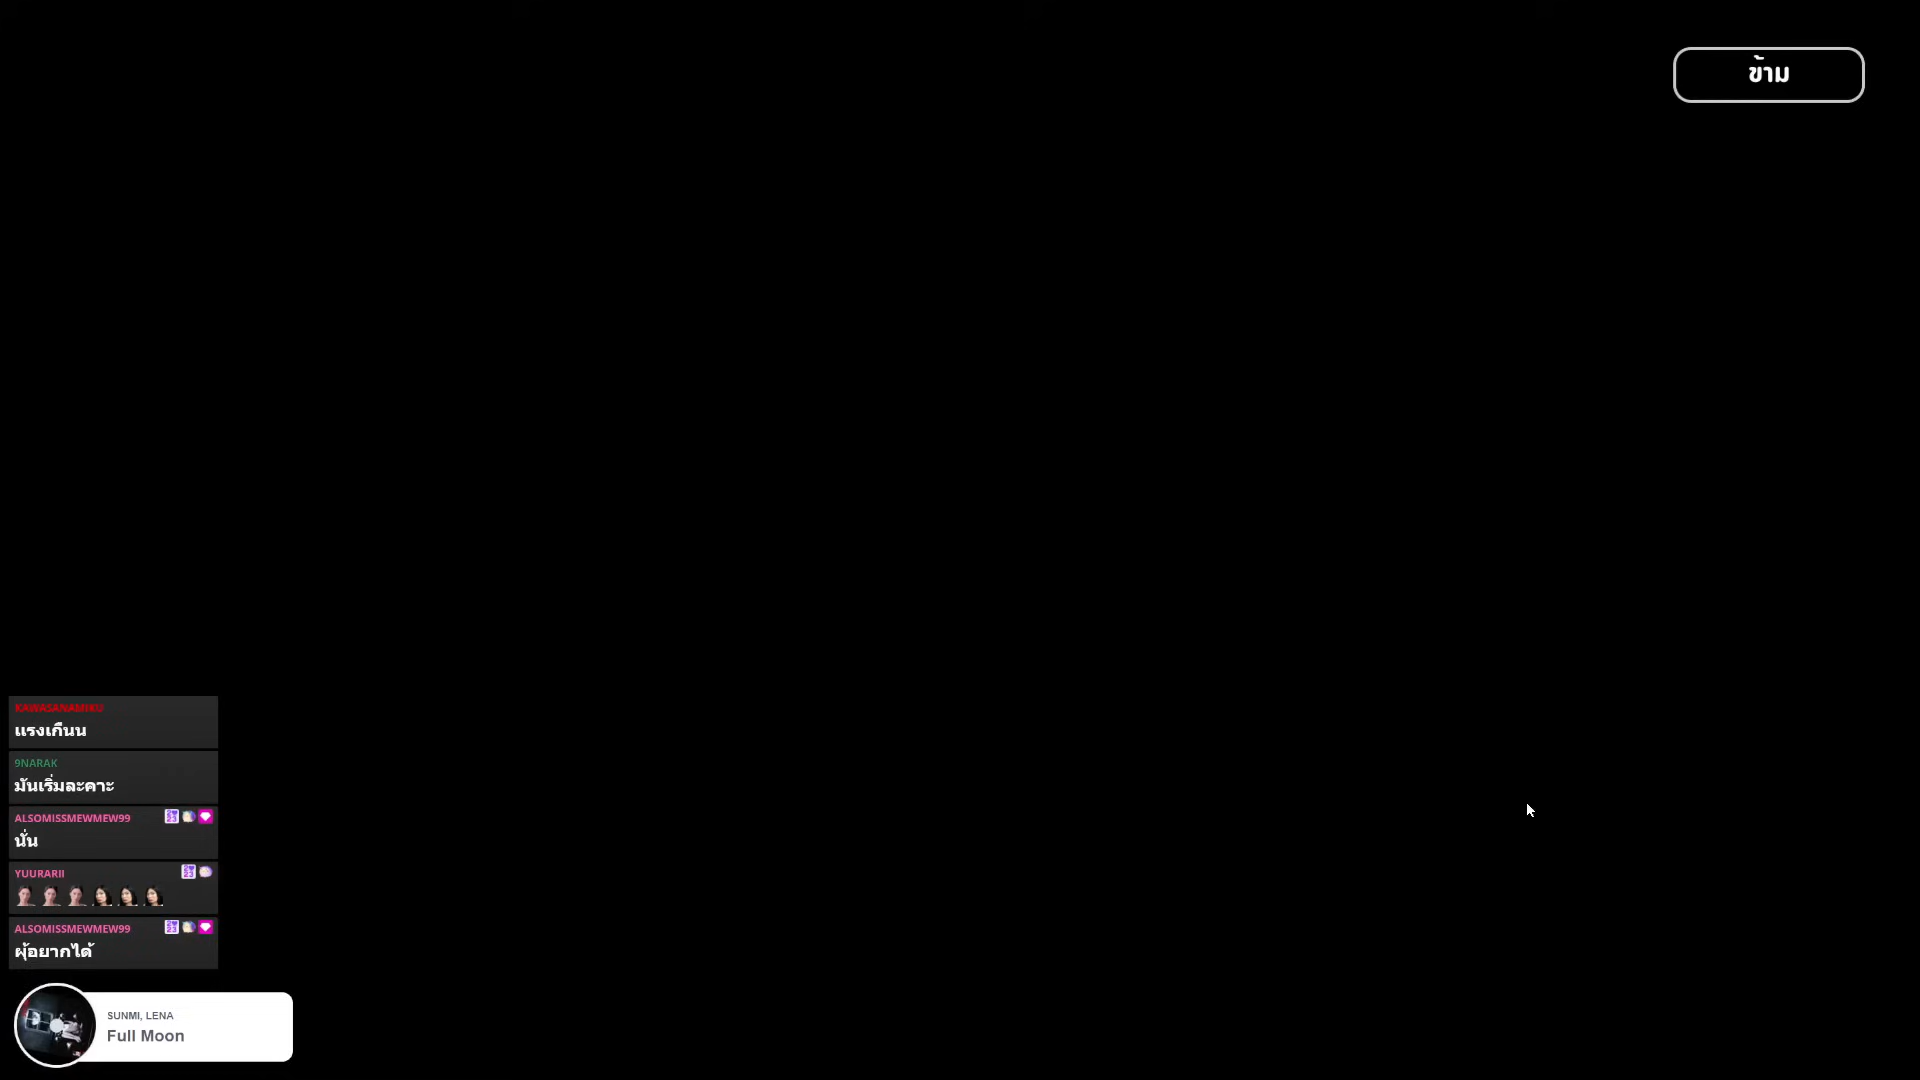 ข้าม
KAWASANAMIKU
แรงเกินน
9NARAK
มันเริ่มละคาะ
ALSOMISSMEWMEW99
นั่น
YUURARII
ALSOMISSMEWMEW99
ผุ้อยากได้
SUNMI, LENA
Full Moon